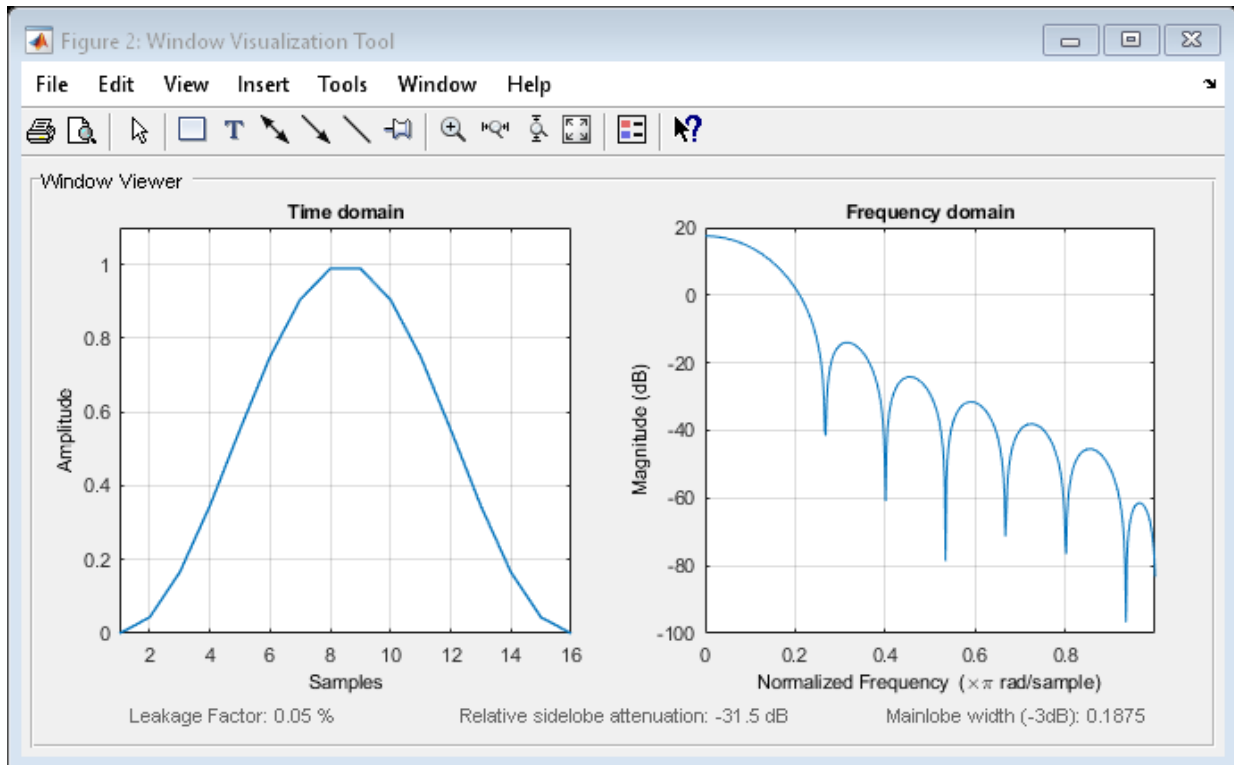 Figure 2: Window Visualization Tool
File Edit View Insert Tools Window Help
T
?
Window Viewer
Time domain
1
0.8
0.6
0.4
0.2
0
Amplitude
2 4 6 8 10 12 14 16
Samples
Frequency domain
20
0
-20
-40
-60
-80
-100
Magnitude (dB)
0 0.2 0.4 0.6 0.8
Normalized Frequency (×π rad/sample)
Leakage Factor: 0.05 %
Relative sidelobe attenuation: -31.5 dB
Mainlobe width (-3dB): 0.1875